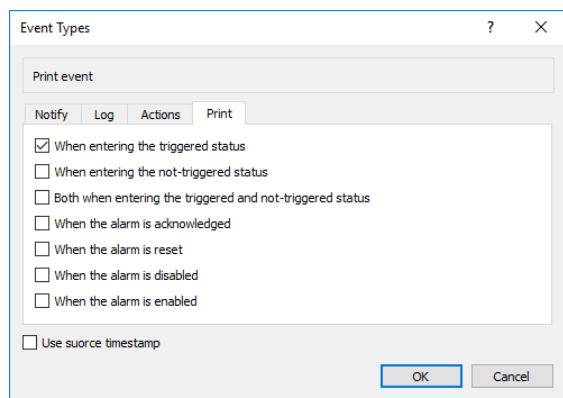 Event Types
Print event
Notify Log Actions Print
When entering the triggered status
When entering the not-triggered status
Both when entering the triggered and not-triggered status
When the alarm is acknowledged
When the alarm is reset
When the alarm is disabled
When the alarm is enabled
Use suorce timestamp
OK Cancel